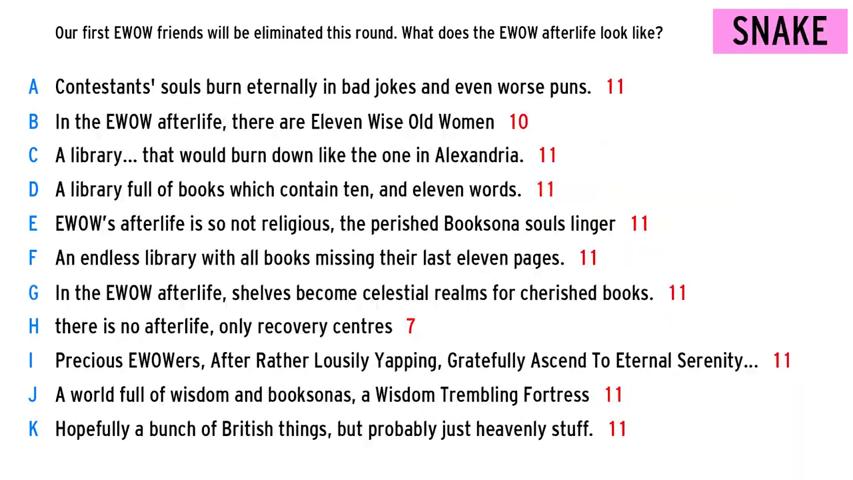 Our first EWOW friends will be eliminated this round. What does the EWOW afterlife look like?
SNAKE
A Contestants' souls burn eternally in bad jokes and even worse puns. 11
B In the EWOW afterlife, there are Eleven Wise Old Women 10
C A library... that would burn down like the one in Alexandria. 11
D A library full of books which contain ten, and eleven words. 11
E EWOW's afterlife is so not religious, the perished Booksona souls linger 11
F An endless library with all books missing their last eleven pages. 11
G In the EWOW afterlife, shelves become celestial realms for cherished books. 11
H there is no afterlife, only recovery centres 7
I Precious EWOWers, After Rather Lousily Yapping, Gratefully Ascend To Eternal Serenity... 11
J A world full of wisdom and booksonas, a Wisdom Trembling Fortress 11
K Hopefully a bunch of British things, but probably just heavenly stuff. 11